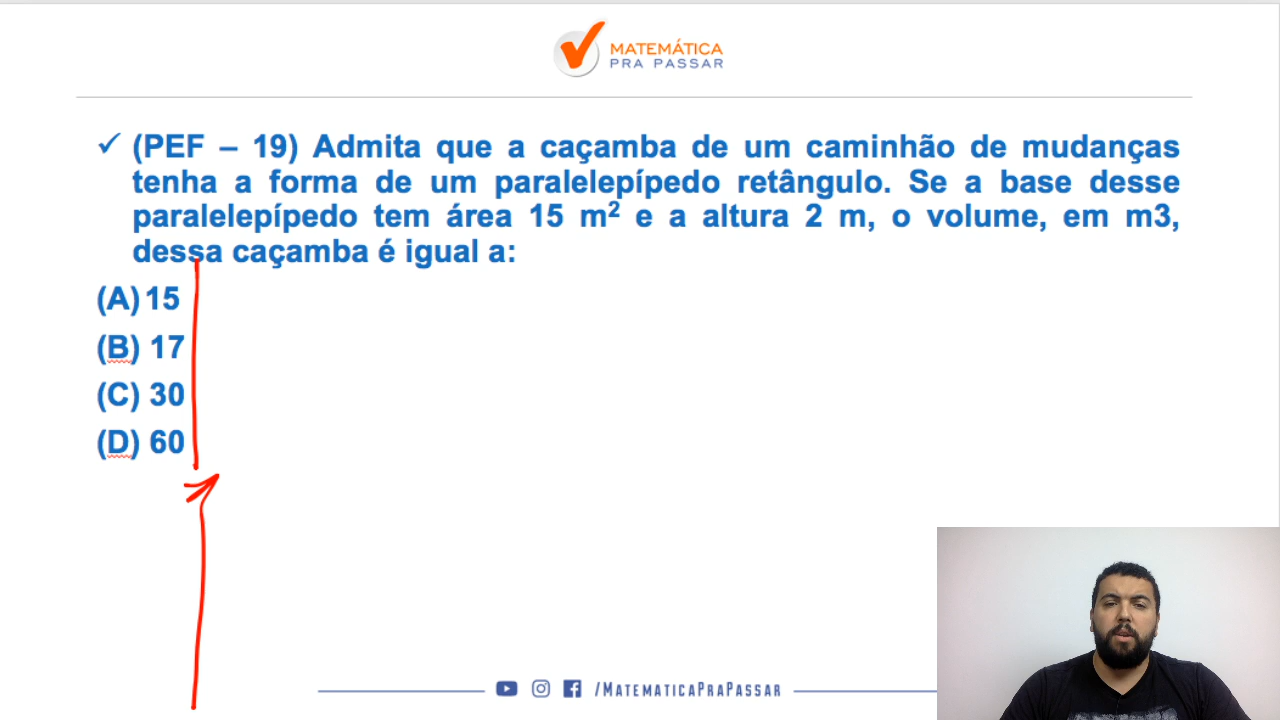 MATEMÁTICA
PRA PASSAR
✓ (PEF – 19) Admita que a caçamba de um caminhão de mudanças
tenha a forma de um paralelepípedo retângulo. Se a base desse
paralelepípedo tem área 15 m² e a altura 2 m, o volume, em m3,
dessa caçamba é igual a:
(A) 15
(B) 17
(C) 30
(D) 60
/MATEMATICAPRAPASSAR